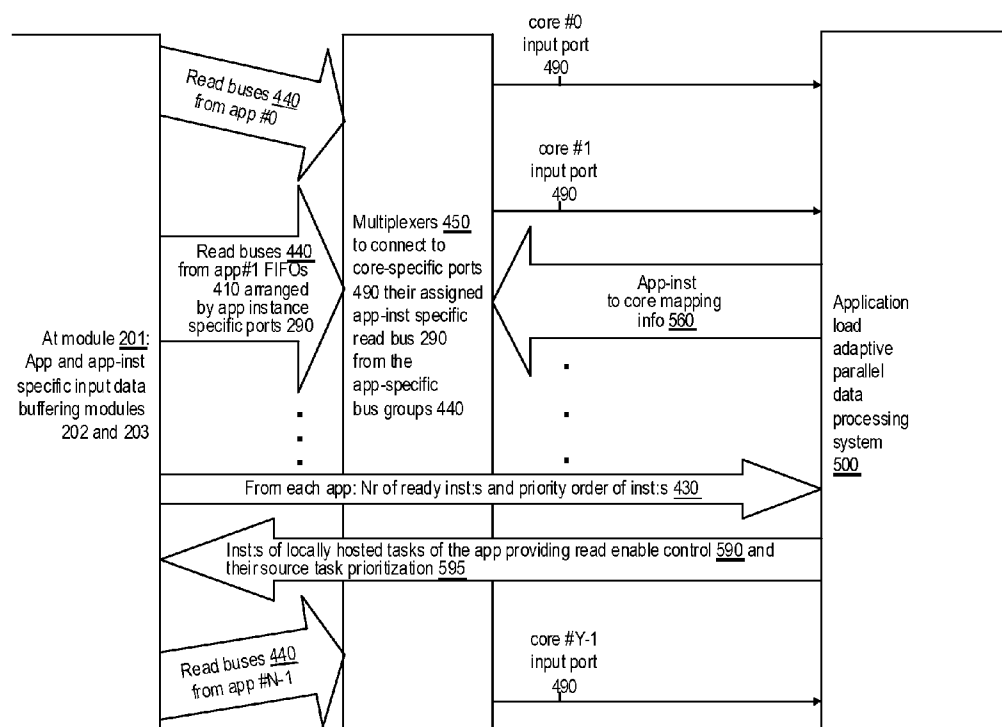 core #0
input port
490
Read buses 440
from app #0
core #1
input port
490
Multiplexers 450
to connect to
core-specific ports
490 their assigned
app-inst specific
read bus 290
from the
app-specific
bus groups 440
Read buses 440
from app#1 FIFOs
410 arranged
by app instance
specific ports 290
App-inst
to core mapping
info 560
At module 201:
App and app-inst
specific input data
buffering modules
202 and 203
Application
load
adaptive
parallel
data
processing
system
500
From each app: Nr of ready inst:s and priority order of inst:s 430
Inst:s of locally hosted tasks of the app providing read enable control 590 and
their source task prioritization 595
Read buses 440
from app #N-1
core #Y-1
input port
490